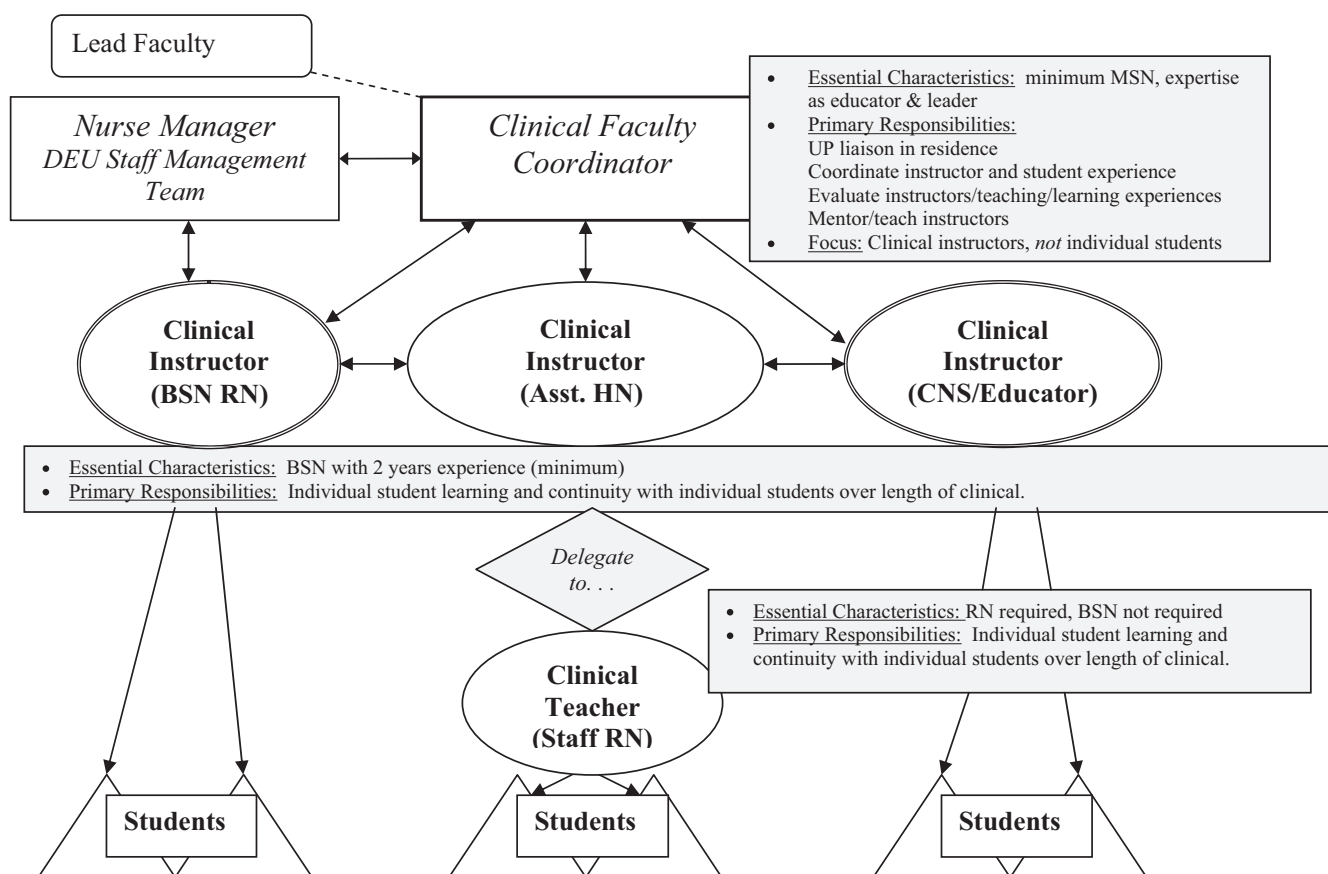 Lead Faculty
Nurse Manager
DEU Staff Management
Team
Clinical Faculty
Coordinator
• Essential Characteristics: minimum MSN, expertise
as educator & leader
• Primary Responsibilities:
UP liaison in residence
Coordinate instructor and student experience
Evaluate instructors/teaching/learning experiences
Mentor/teach instructors
• Focus: Clinical instructors, not individual students
Clinical
Instructor
(BSN RN)
Clinical
Instructor
(Asst. HN)
Clinical
Instructor
(CNS/Educator)
• Essential Characteristics: BSN with 2 years experience (minimum)
• Primary Responsibilities: Individual student learning and continuity with individual students over length of clinical.
Delegate
to. . .
• Essential Characteristics: RN required, BSN not required
• Primary Responsibilities: Individual student learning and
continuity with individual students over length of clinical.
Clinical
Teacher
(Staff RN)
Students
Students
Students